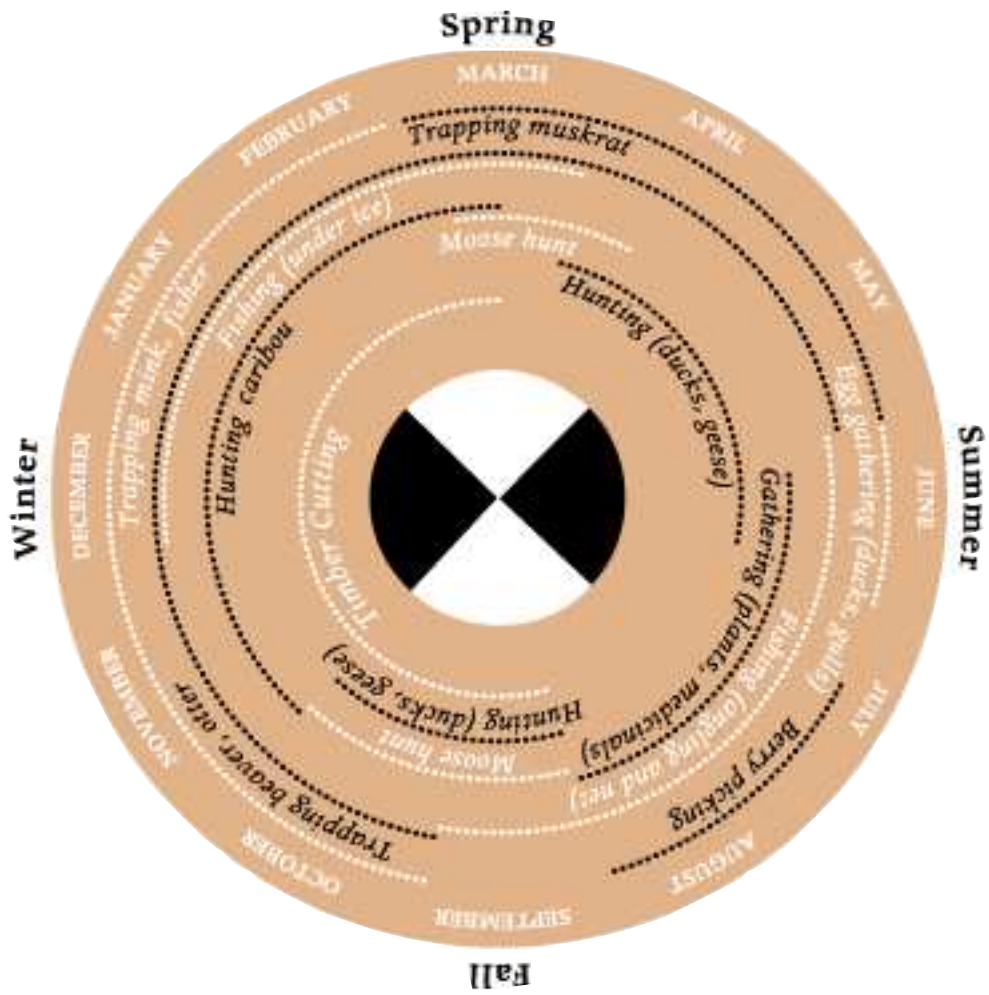 Spring
MARCH
APRIL
MAY
Summer
JUNE
JULY
AUGUST
SEPTEMBER
Fall
OCTOBER
NOVEMBER
DECEMBER
Winter
JANUARY
FEBRUARY
Trapping muskrat
Egg gathering (ducks, gulls)
Berry picking
Trapping mink, fisher
Fishing (angling and net)
Trapping beaver, otter
Fishing (under ice)
Gathering (plants, medicinals)
Hunting caribou
Moose hunt
Moose hunt
Hunting (ducks, geese)
Hunting (ducks, geese)
Timber Cutting